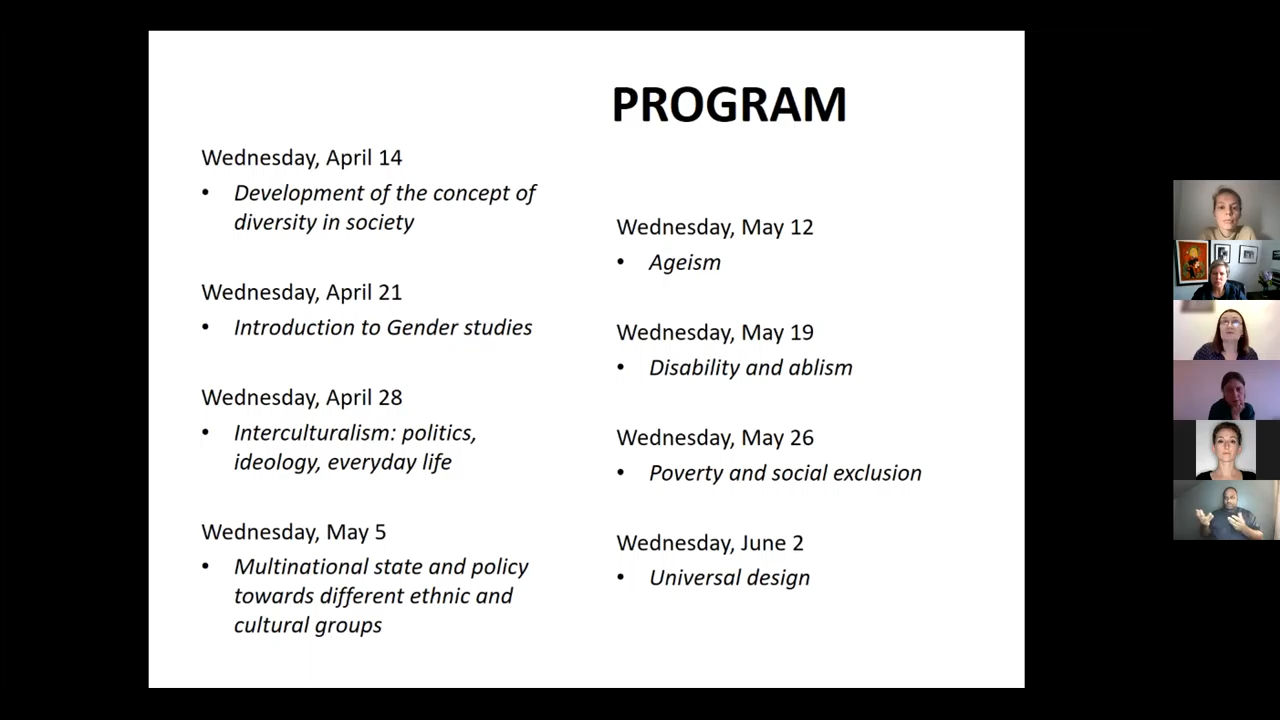 PROGRAM
Wednesday, April 14
• Development of the concept of
diversity in society
Wednesday, April 21
• Introduction to Gender studies
Wednesday, April 28
• Interculturalism: politics,
ideology, everyday life
Wednesday, May 5
• Multinational state and policy
towards different ethnic and
cultural groups
Wednesday, May 12
• Ageism
Wednesday, May 19
• Disability and ablism
Wednesday, May 26
• Poverty and social exclusion
Wednesday, June 2
• Universal design